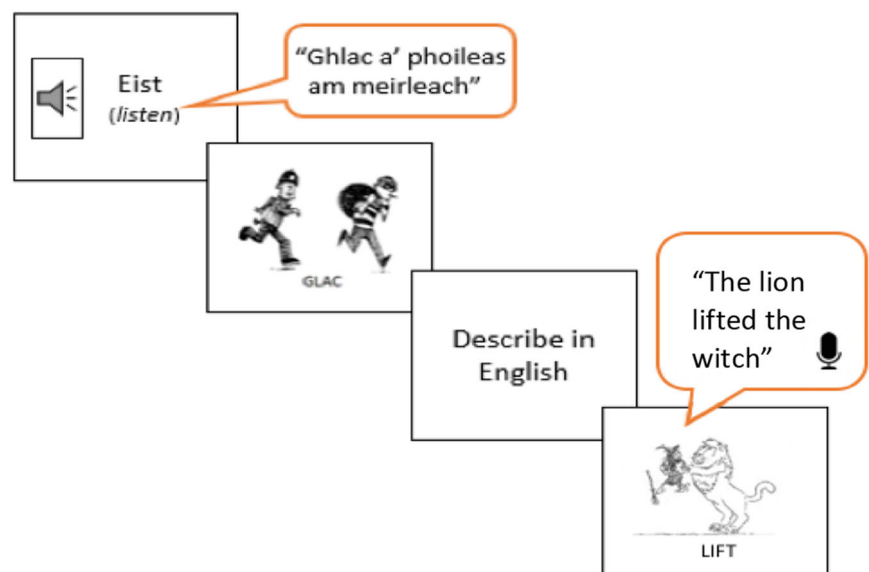 Eist
(listen)
“Ghlac a’ phoileas
am meirleach”
GLAC
Describe in
English
“The lion
lifted the
witch”
LIFT